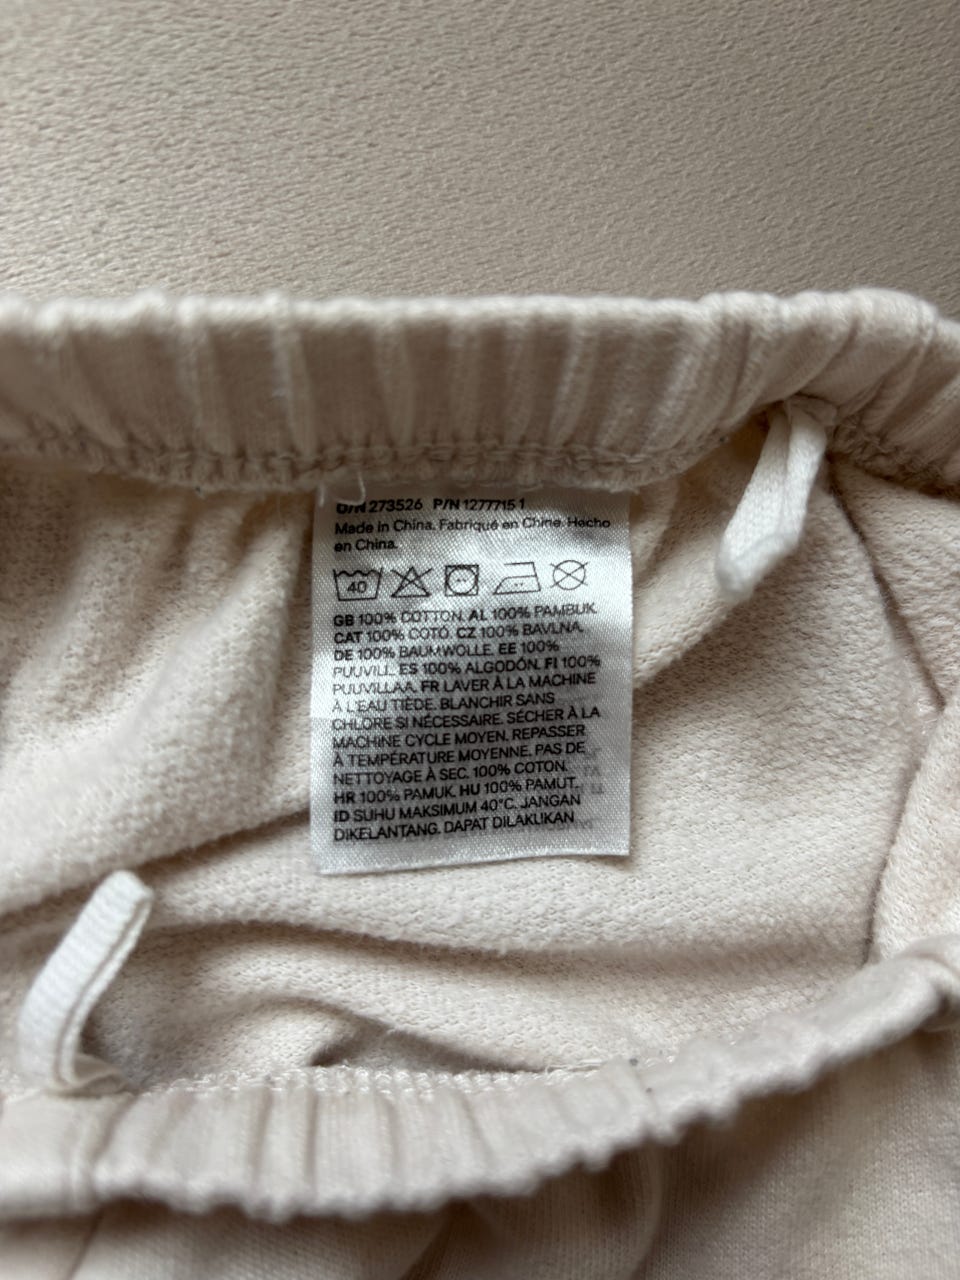 O/N 273526 P/N 1277715 1
Made in China. Fabriqué en Chine. Hecho
en China.
40
GB 100% COTTON. AL 100% PAMBUK.
CAT 100% COTÓ. CZ 100% BAVLNA.
DE 100% BAUMWOLLE. EE 100%
PUUVILL. ES 100% ALGODÓN. FI 100%
PUUVILLAA. FR LAVER À LA MACHINE
À L'EAU TIÈDE. BLANCHIR SANS
CHLORE SI NÉCESSAIRE. SÉCHER À LA
MACHINE CYCLE MOYEN. REPASSER
À TEMPÉRATURE MOYENNE. PAS DE
NETTOYAGE À SEC. 100% COTON.
HR 100% PAMUK. HU 100% PAMUT.
ID SUHU MAKSIMUM 40°C. JANGAN
DIKELANTANG. DAPAT DILAKUKAN